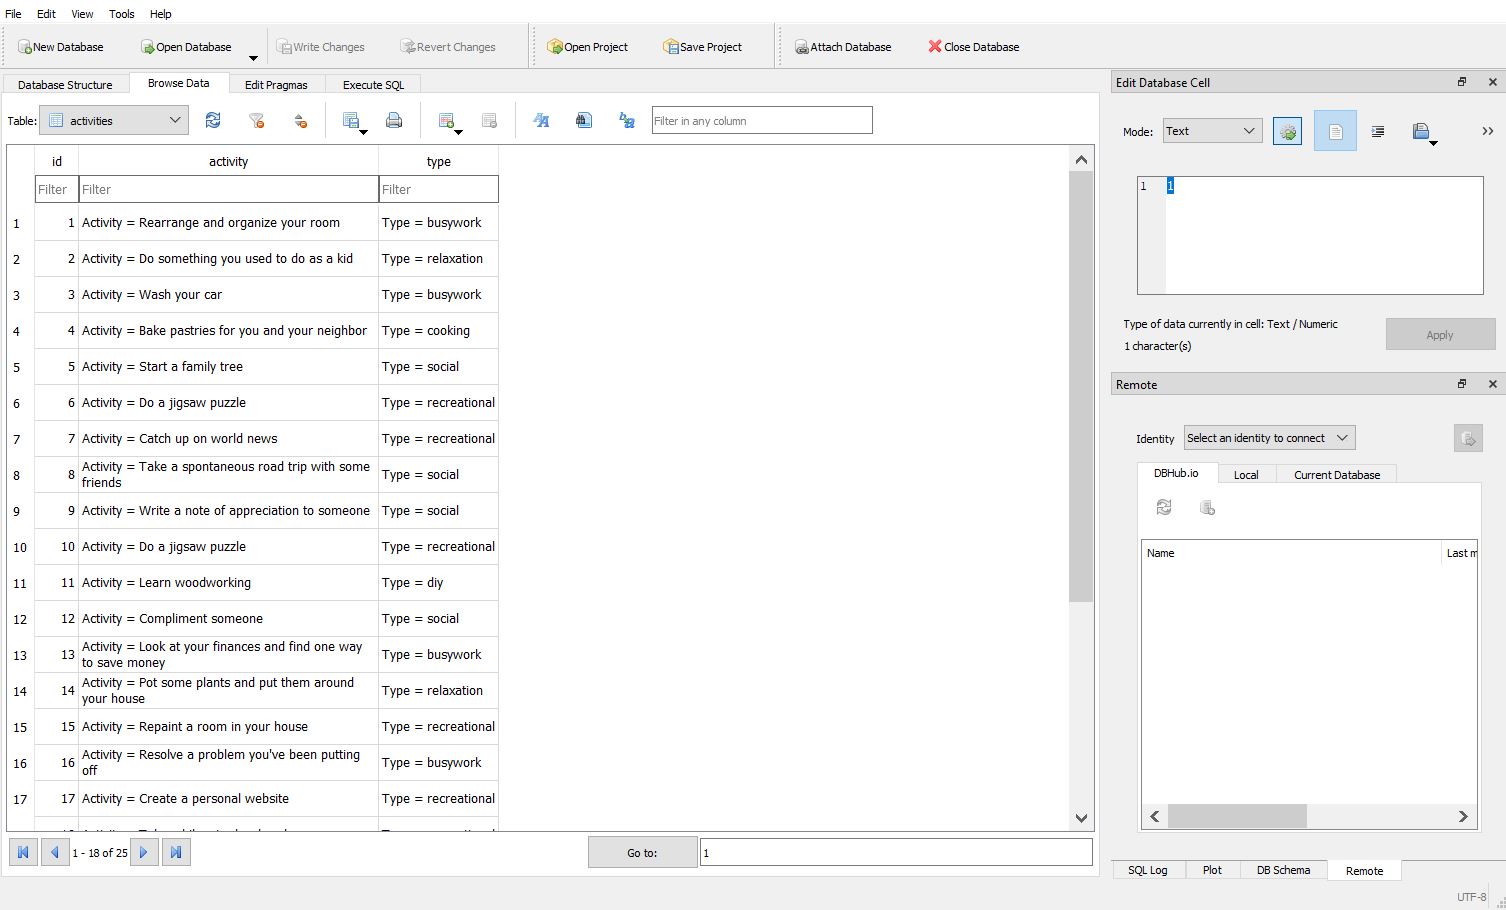 File Edit View Tools Help
New Database Open Database Write Changes Revert Changes Open Project Save Project Attach Database Close Database
Database Structure Browse Data Edit Pragmas Execute SQL
Table: activities Filter in any column
id activity type
Filter Filter Filter
1 1 Activity = Rearrange and organize your room Type = busywork
2 2 Activity = Do something you used to do as a kid Type = relaxation
3 3 Activity = Wash your car Type = busywork
4 4 Activity = Bake pastries for you and your neighbor Type = cooking
5 5 Activity = Start a family tree Type = social
6 6 Activity = Do a jigsaw puzzle Type = recreational
7 7 Activity = Catch up on world news Type = recreational
8 8 Activity = Take a spontaneous road trip with some
friends Type = social
9 9 Activity = Write a note of appreciation to someone Type = social
10 10 Activity = Do a jigsaw puzzle Type = recreational
11 11 Activity = Learn woodworking Type = diy
12 12 Activity = Compliment someone Type = social
13 13 Activity = Look at your finances and find one way
to save money Type = busywork
14 14 Activity = Pot some plants and put them around
your house Type = relaxation
15 15 Activity = Repaint a room in your house Type = recreational
16 16 Activity = Resolve a problem you've been putting
off Type = busywork
17 17 Activity = Create a personal website Type = recreational
1 - 18 of 25 Go to: 1
Edit Database Cell
Mode: Text
1 1
Type of data currently in cell: Text / Numeric
1 character(s)
Apply
Remote
Identity Select an identity to connect
DBHub.io Local Current Database
Name Last m
SQL Log Plot DB Schema Remote
UTF-8